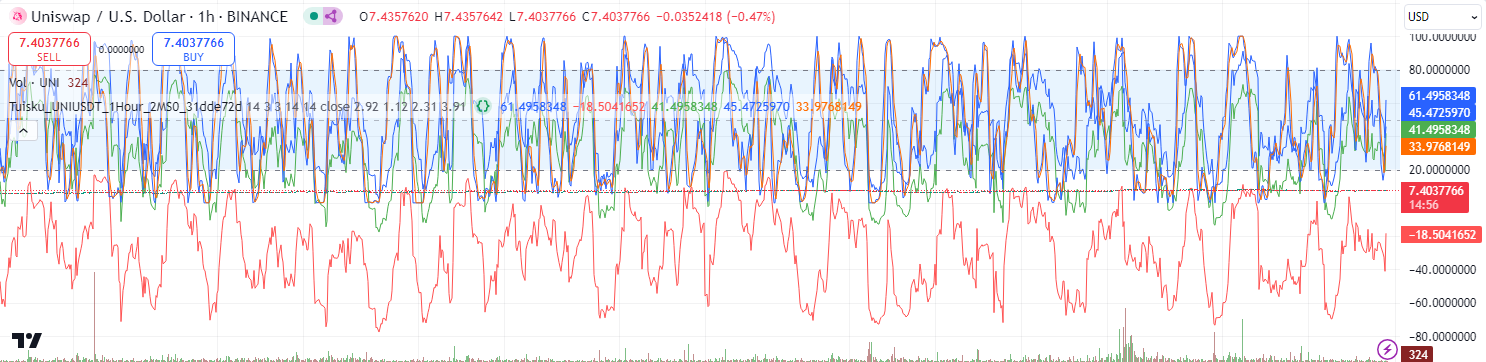 Uniswap / U.S. Dollar · 1h · BINANCE O7.4357620 H7.4357642 L7.4037766 C7.4037766 −0.0352418 (−0.47%)
USD
7.4037766
SELL
0.0000000
7.4037766
BUY
Vol · UNI 324
Tuisku_UNIUSDT_1Hour_2MS0_31dde72d 14 3 3 14 14 close 2.92 1.12 2.31 3.91 61.4958348 −18.5041652 41.4958348 45.4725970 33.9768149
100.0000000
80.0000000
61.4958348
45.4725970
41.4958348
33.9768149
20.0000000
7.4037766
14:56
−18.5041652
−40.0000000
−60.0000000
−80.0000000
324